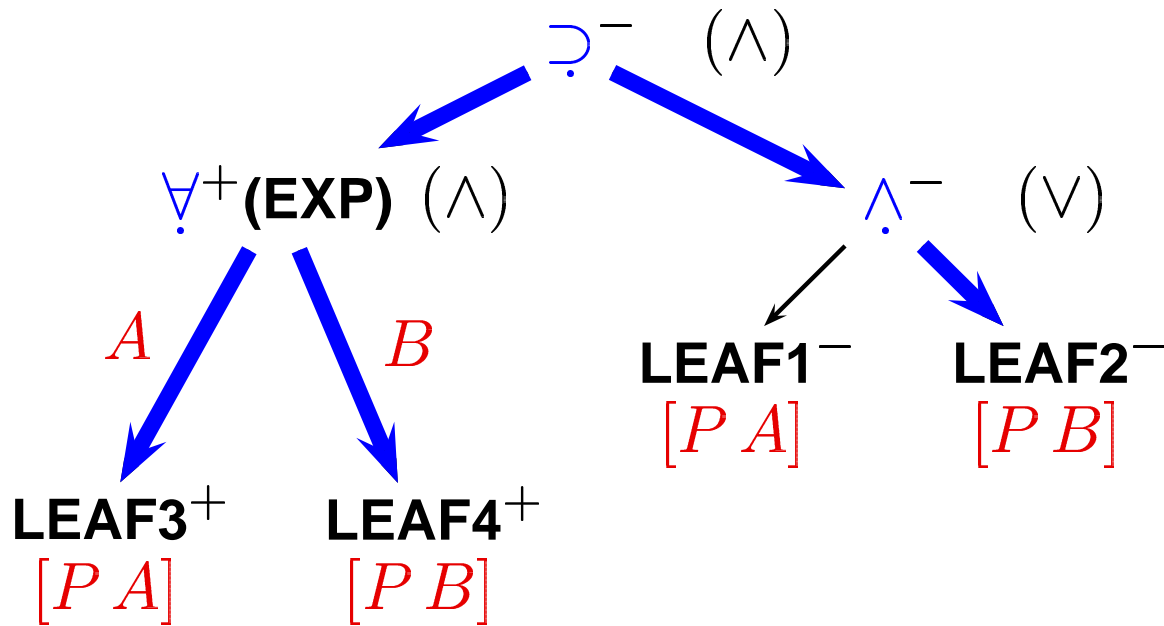 ⊃̣⁻ (∧)
∀̣⁺(EXP) (∧)
∧̣⁻ (∨)
A
B
LEAF1⁻
[P A]
LEAF2⁻
[P B]
LEAF3⁺
[P A]
LEAF4⁺
[P B]